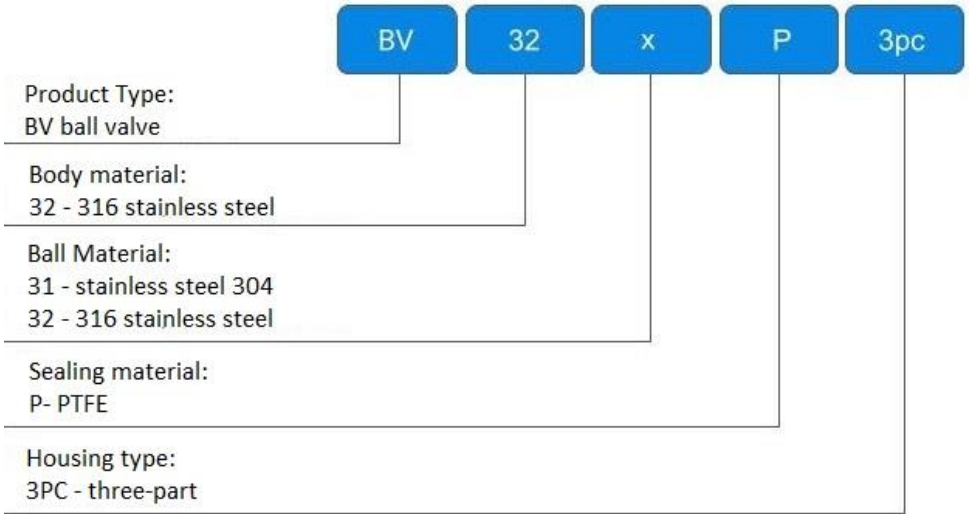 BV 32 x P 3pc
Product Type:
BV ball valve
Body material:
32 - 316 stainless steel
Ball Material:
31 - stainless steel 304
32 - 316 stainless steel
Sealing material:
P- PTFE
Housing type:
3PC - three-part